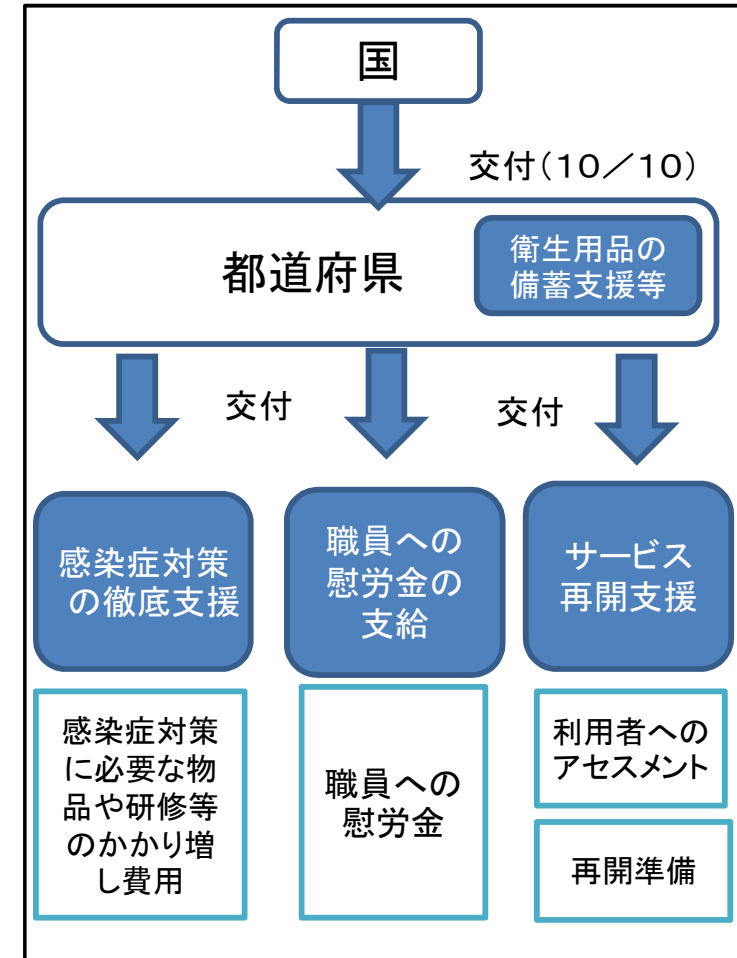 国
交付(10/10)
都道府県
衛生用品の
備蓄支援等
交付
交付
感染症対策
の徹底支援
職員への
慰労金の
支給
サービス
再開支援
感染症対策
に必要な物
品や研修等
のかかり増
し費用
職員への
慰労金
利用者への
アセスメント
再開準備